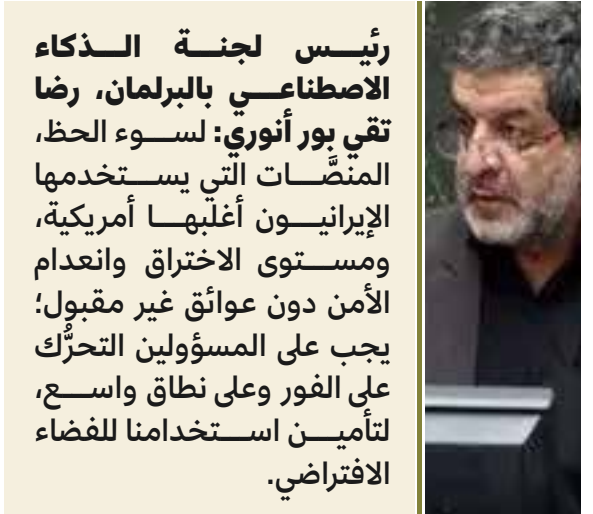 رئيس لجنة الذكاء
الاصطناعي بالبرلمان، رضا
تقي بور أنوري: لسوء الحظ،
المنصَّات التي يستخدمها
الإيرانيون أغلبها أمريكية،
ومستوى الاختراق وانعدام
الأمن دون عوائق غير مقبول؛
يجب على المسؤولين التحرُّك
على الفور وعلى نطاق واسع،
لتأمين استخدامنا للفضاء
الافتراضي.